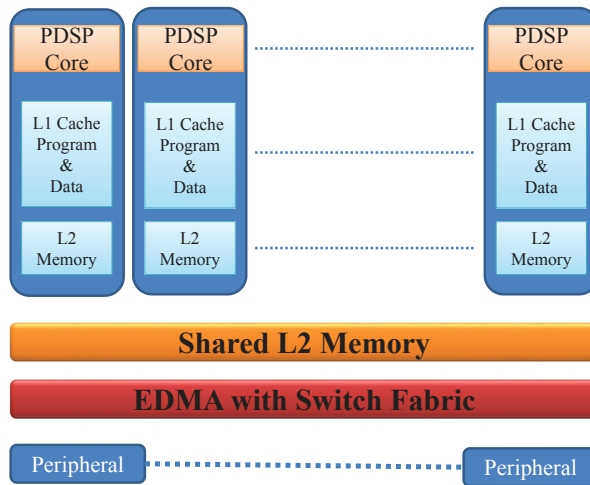 PDSP
Core
PDSP
Core
PDSP
Core
L1 Cache
Program
&
Data
L1 Cache
Program
&
Data
L1 Cache
Program
&
Data
L2
Memory
L2
Memory
L2
Memory
Shared L2 Memory
EDMA with Switch Fabric
Peripheral
Peripheral